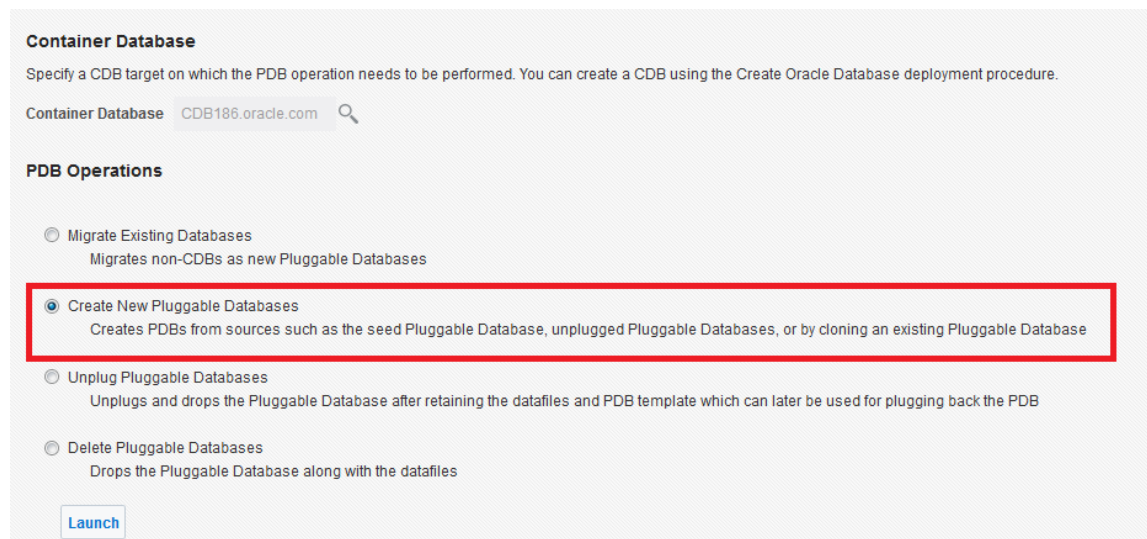 Container Database
Specify a CDB target on which the PDB operation needs to be performed. You can create a CDB using the Create Oracle Database deployment procedure.
Container Database CDB186.oracle.com
PDB Operations
Migrate Existing Databases
Migrates non-CDBs as new Pluggable Databases
Create New Pluggable Databases
Creates PDBs from sources such as the seed Pluggable Database, unplugged Pluggable Databases, or by cloning an existing Pluggable Database
Unplug Pluggable Databases
Unplugs and drops the Pluggable Database after retaining the datafiles and PDB template which can later be used for plugging back the PDB
Delete Pluggable Databases
Drops the Pluggable Database along with the datafiles
Launch